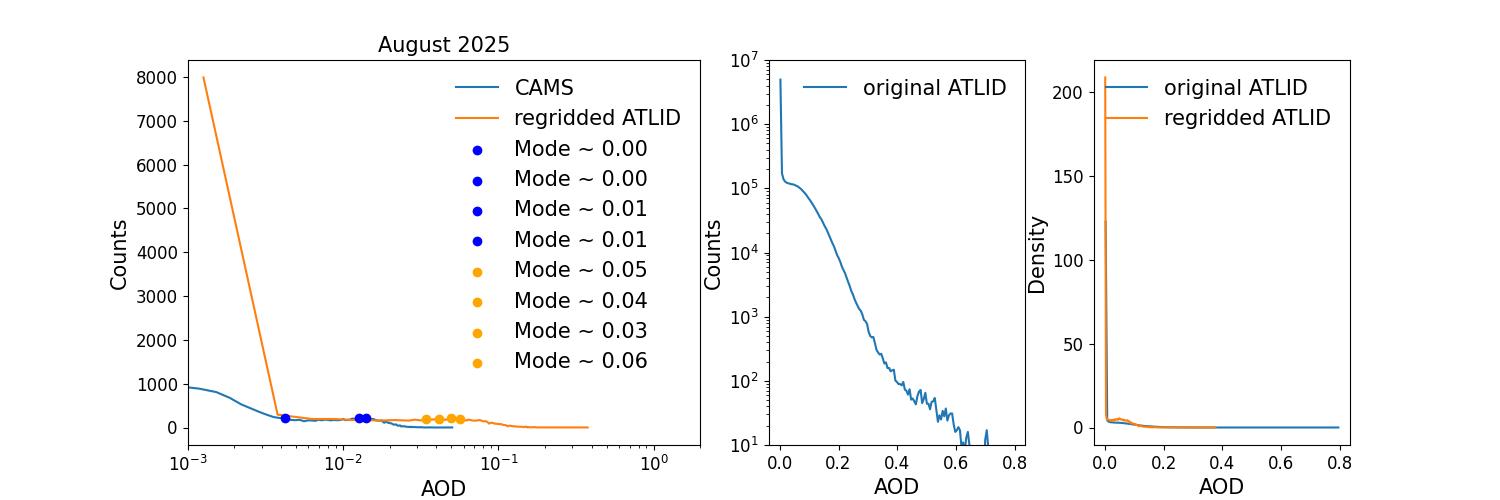 August 2025
CAMS
regridded ATLID
Mode ~ 0.00
Mode ~ 0.00
Mode ~ 0.01
Mode ~ 0.01
Mode ~ 0.05
Mode ~ 0.04
Mode ~ 0.03
Mode ~ 0.06
8000
7000
6000
5000
4000
3000
2000
1000
0
Counts
10⁻³ 10⁻² 10⁻¹ 10⁰
AOD
original ATLID
10⁷
10⁶
10⁵
10⁴
10³
10²
10¹
Counts
0.0 0.2 0.4 0.6 0.8
AOD
original ATLID
regridded ATLID
200
150
100
50
0
Density
0.0 0.2 0.4 0.6 0.8
AOD